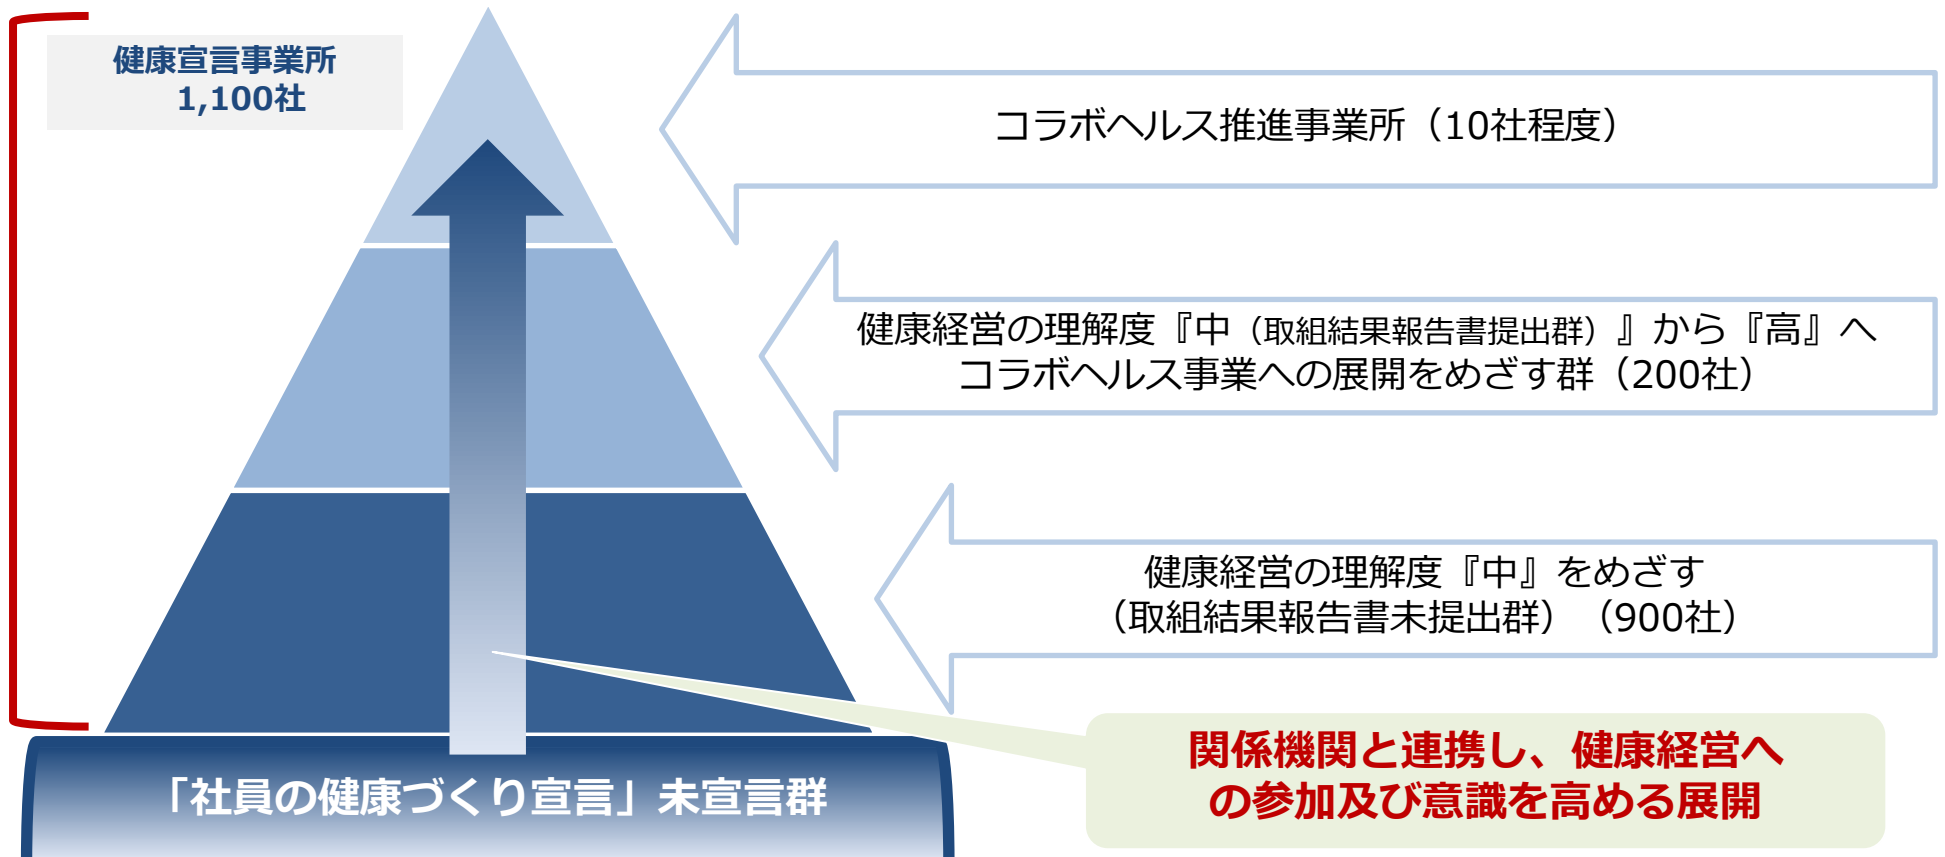 健康宣言事業所
1,100社
コラボヘルス推進事業所（10社程度）
健康経営の理解度『中（取組結果報告書提出群）』から『高』へ
コラボヘルス事業への展開をめざす群（200社）
健康経営の理解度『中』をめざす
（取組結果報告書未提出群）（900社）
関係機関と連携し、健康経営へ
の参加及び意識を高める展開
「社員の健康づくり宣言」未宣言群